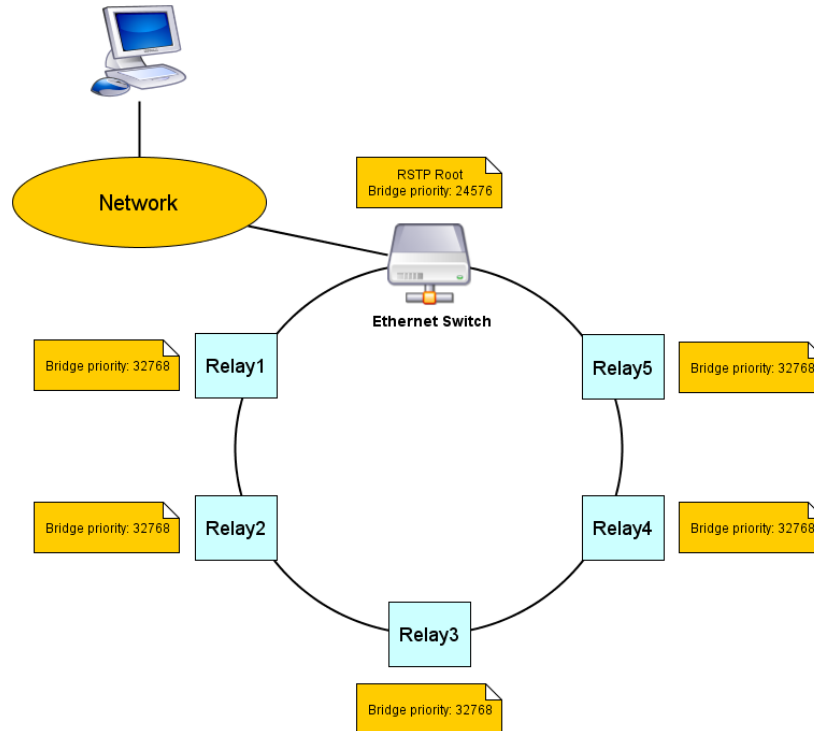 RSTP Root
Bridge priority: 24576
Network
Ethernet Switch
Bridge priority: 32768
Relay1
Relay5
Bridge priority: 32768
Bridge priority: 32768
Relay2
Relay4
Bridge priority: 32768
Relay3
Bridge priority: 32768